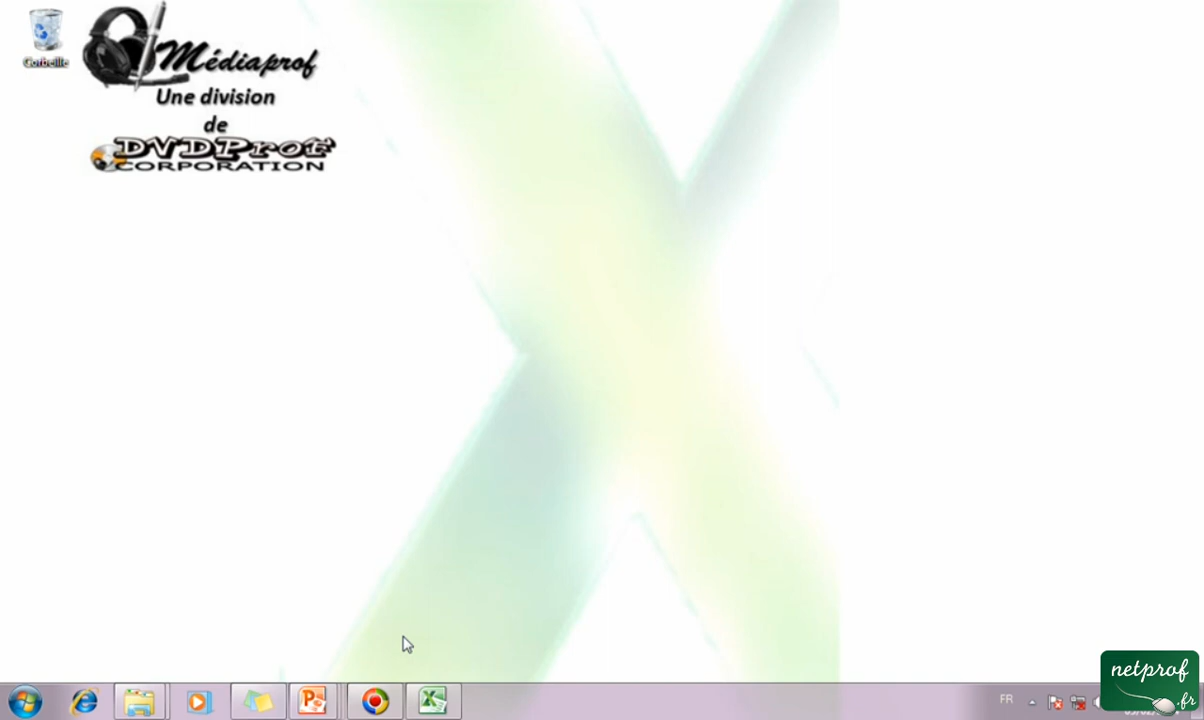 Corbeille
Médiaprof
Une division
de
DVDProf
CORPORATION
FR
netprof
.fr